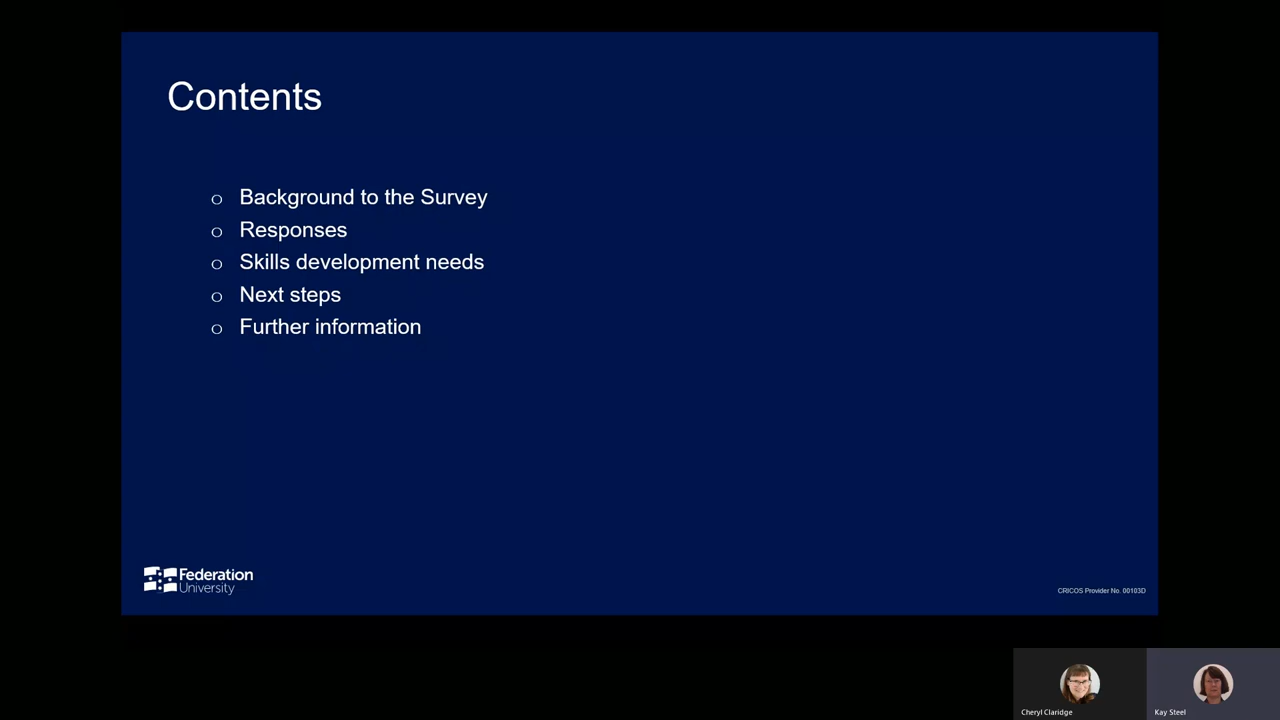 Contents
o Background to the Survey
o Responses
o Skills development needs
o Next steps
o Further information
Federation
University
CRICOS Provider No. 00103D
Cheryl Claridge
Kay Steel